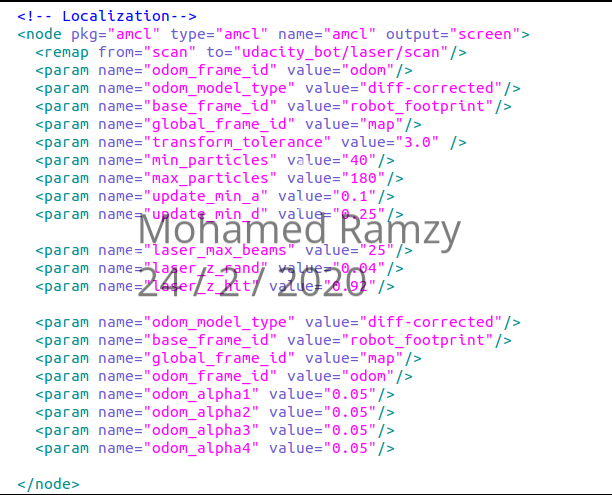 <!-- Localization-->
<node pkg="amcl" type="amcl" name="amcl" output="screen">
<remap from="scan" to="udacity_bot/laser/scan"/>
<param name="odom_frame_id" value="odom"/>
<param name="odom_model_type" value="diff-corrected"/>
<param name="base_frame_id" value="robot_footprint"/>
<param name="global_frame_id" value="map"/>
<param name="transform_tolerance" value="3.0" />
<param name="min_particles" value="40"/>
<param name="max_particles" value="180"/>
<param name="update_min_a" value="0.1"/>
<param name="update_min_d" value="0.25"/>
Mohamed Ramzy
<param name="laser_max_beams" value="25"/>
<param name="laser_z_rand" value="0.04"/>
24 / 2 / 2020
<param name="laser_z_hit" value="0.92"/>
<param name="odom_model_type" value="diff-corrected"/>
<param name="base_frame_id" value="robot_footprint"/>
<param name="global_frame_id" value="map"/>
<param name="odom_frame_id" value="odom"/>
<param name="odom_alpha1" value="0.05"/>
<param name="odom_alpha2" value="0.05"/>
<param name="odom_alpha3" value="0.05"/>
<param name="odom_alpha4" value="0.05"/>
</node>